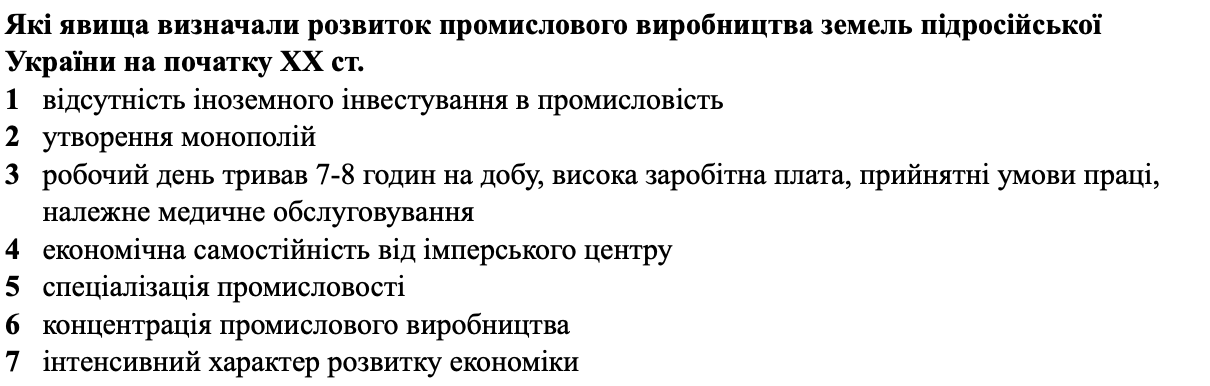 Які явища визначали розвиток промислового виробництва земель підросійської
України на початку ХХ ст.
1 відсутність іноземного інвестування в промисловість
2 утворення монополій
3 робочий день тривав 7-8 годин на добу, висока заробітна плата, прийнятні умови праці,
належне медичне обслуговування
4 економічна самостійність від імперського центру
5 спеціалізація промисловості
6 концентрація промислового виробництва
7 інтенсивний характер розвитку економіки